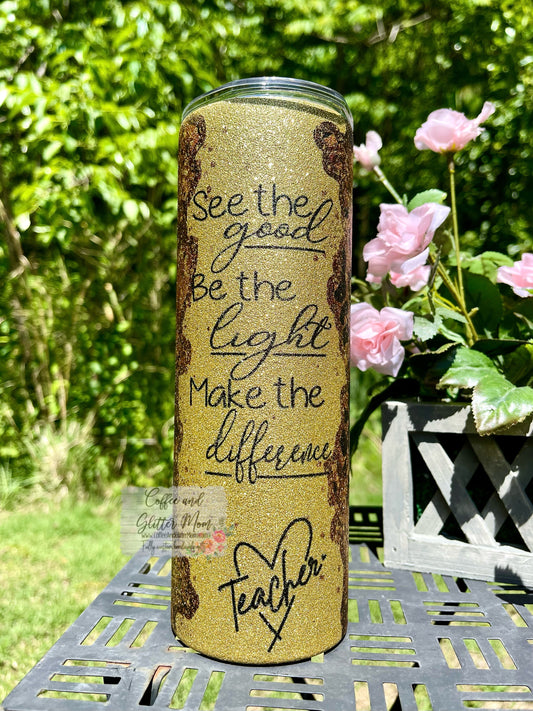 See the
good
Be the
light
Make the
difference
Teacher
Coffee and
Glitter Mom